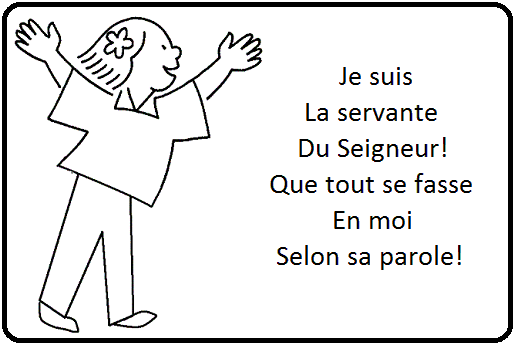 Je suis
La servante
Du Seigneur!
Que tout se fasse
En moi
Selon sa parole!